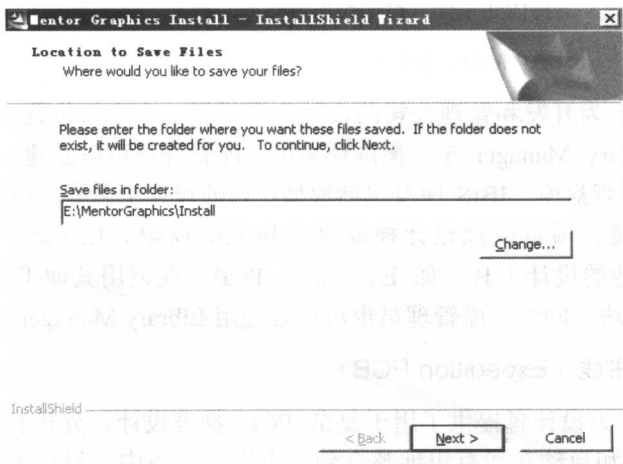 Mentor Graphics Install - InstallShield Wizard
Location to Save Files
Where would you like to save your files?
Please enter the folder where you want these files saved. If the folder does not
exist, it will be created for you. To continue, click Next.
Save files in folder:
E:\MentorGraphics\Install
Change...
InstallShield
< Back
Next >
Cancel